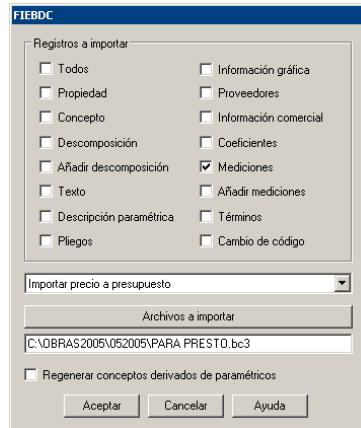 FIEBDC
Registros a importar
Todos
Información gráfica
Propiedad
Proveedores
Concepto
Información comercial
Descomposición
Coeficientes
Añadir descomposición
Mediciones
Texto
Añadir mediciones
Descripción paramétrica
Términos
Pliegos
Cambio de código
Importar precio a presupuesto
Archivos a importar
C:\OBRAS2005\052005\PARA PRESTO.bc3
Regenerar conceptos derivados de paramétricos
Aceptar
Cancelar
Ayuda